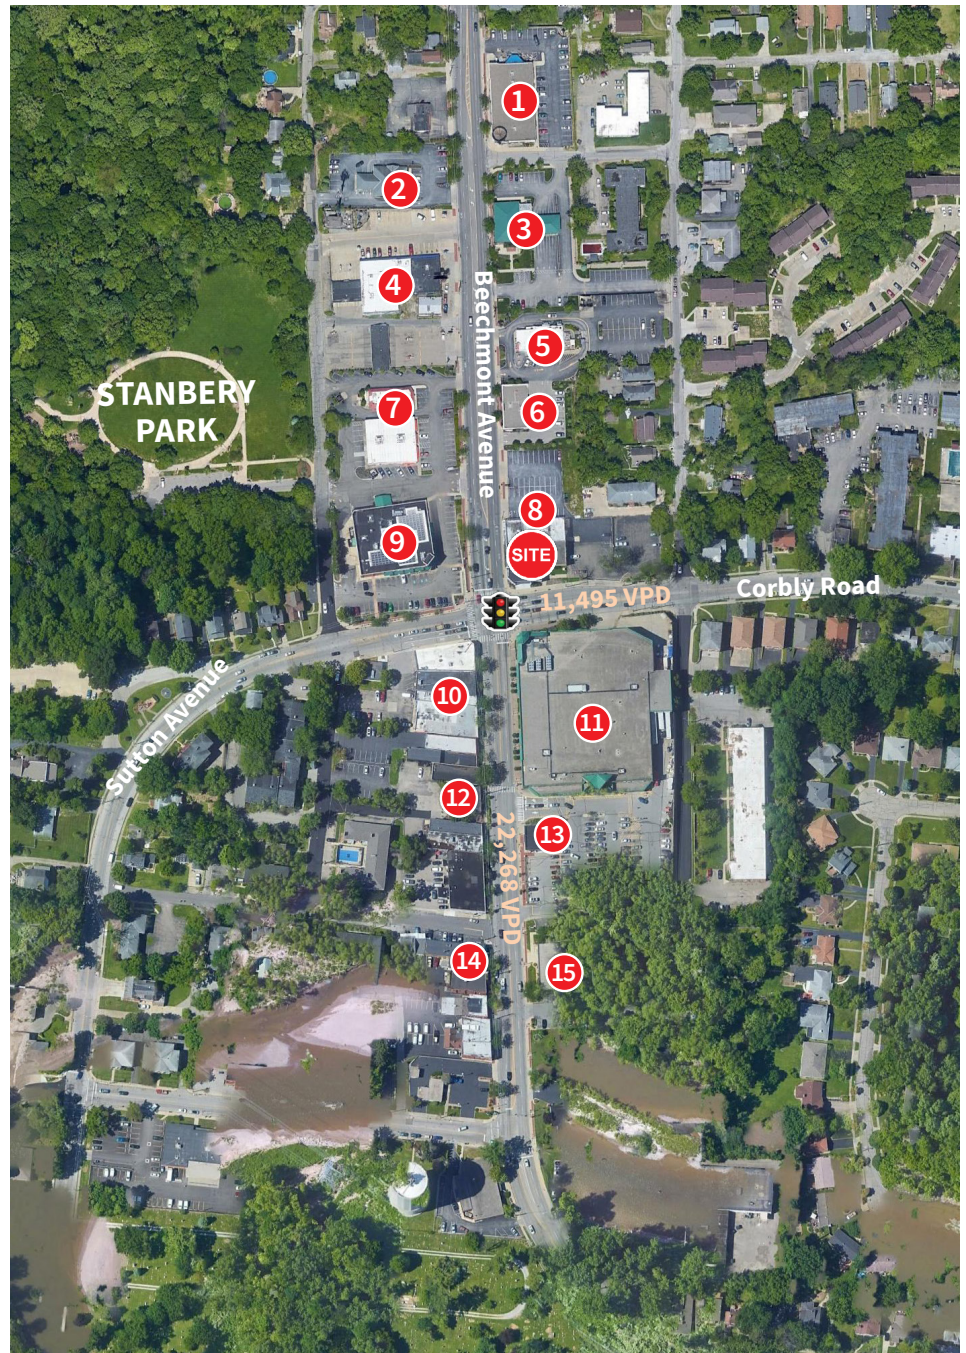 1
2
3
4
Beechmont Avenue
5
STANBERY
PARK
7
6
8
9
SITE
11,495 VPD
Corbly Road
Sutton Avenue
10
11
12
13
22,268 VPD
14
15